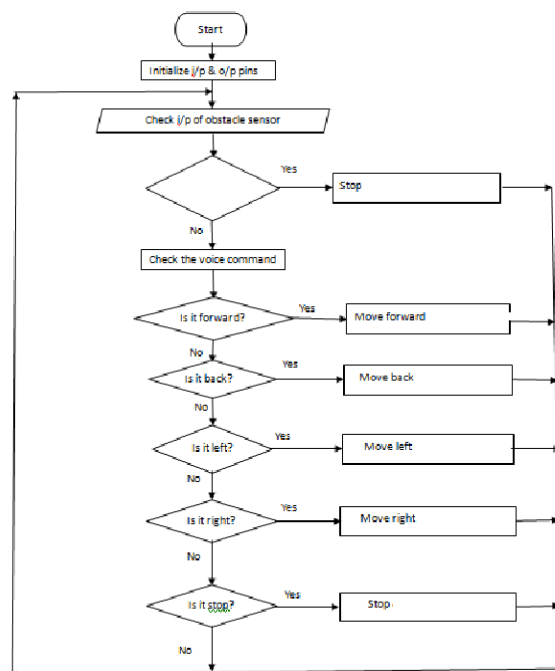 Start
Initialize i/p & o/p pins
Check i/p of obstacle sensor
Yes
Stop
No
Check the voice command
Is it forward?
Yes
Move forward
No
Is it back?
Yes
Move back
No
Is it left?
Yes
Move left
No
Is it right?
Yes
Move right
No
Is it stop?
Yes
Stop
No